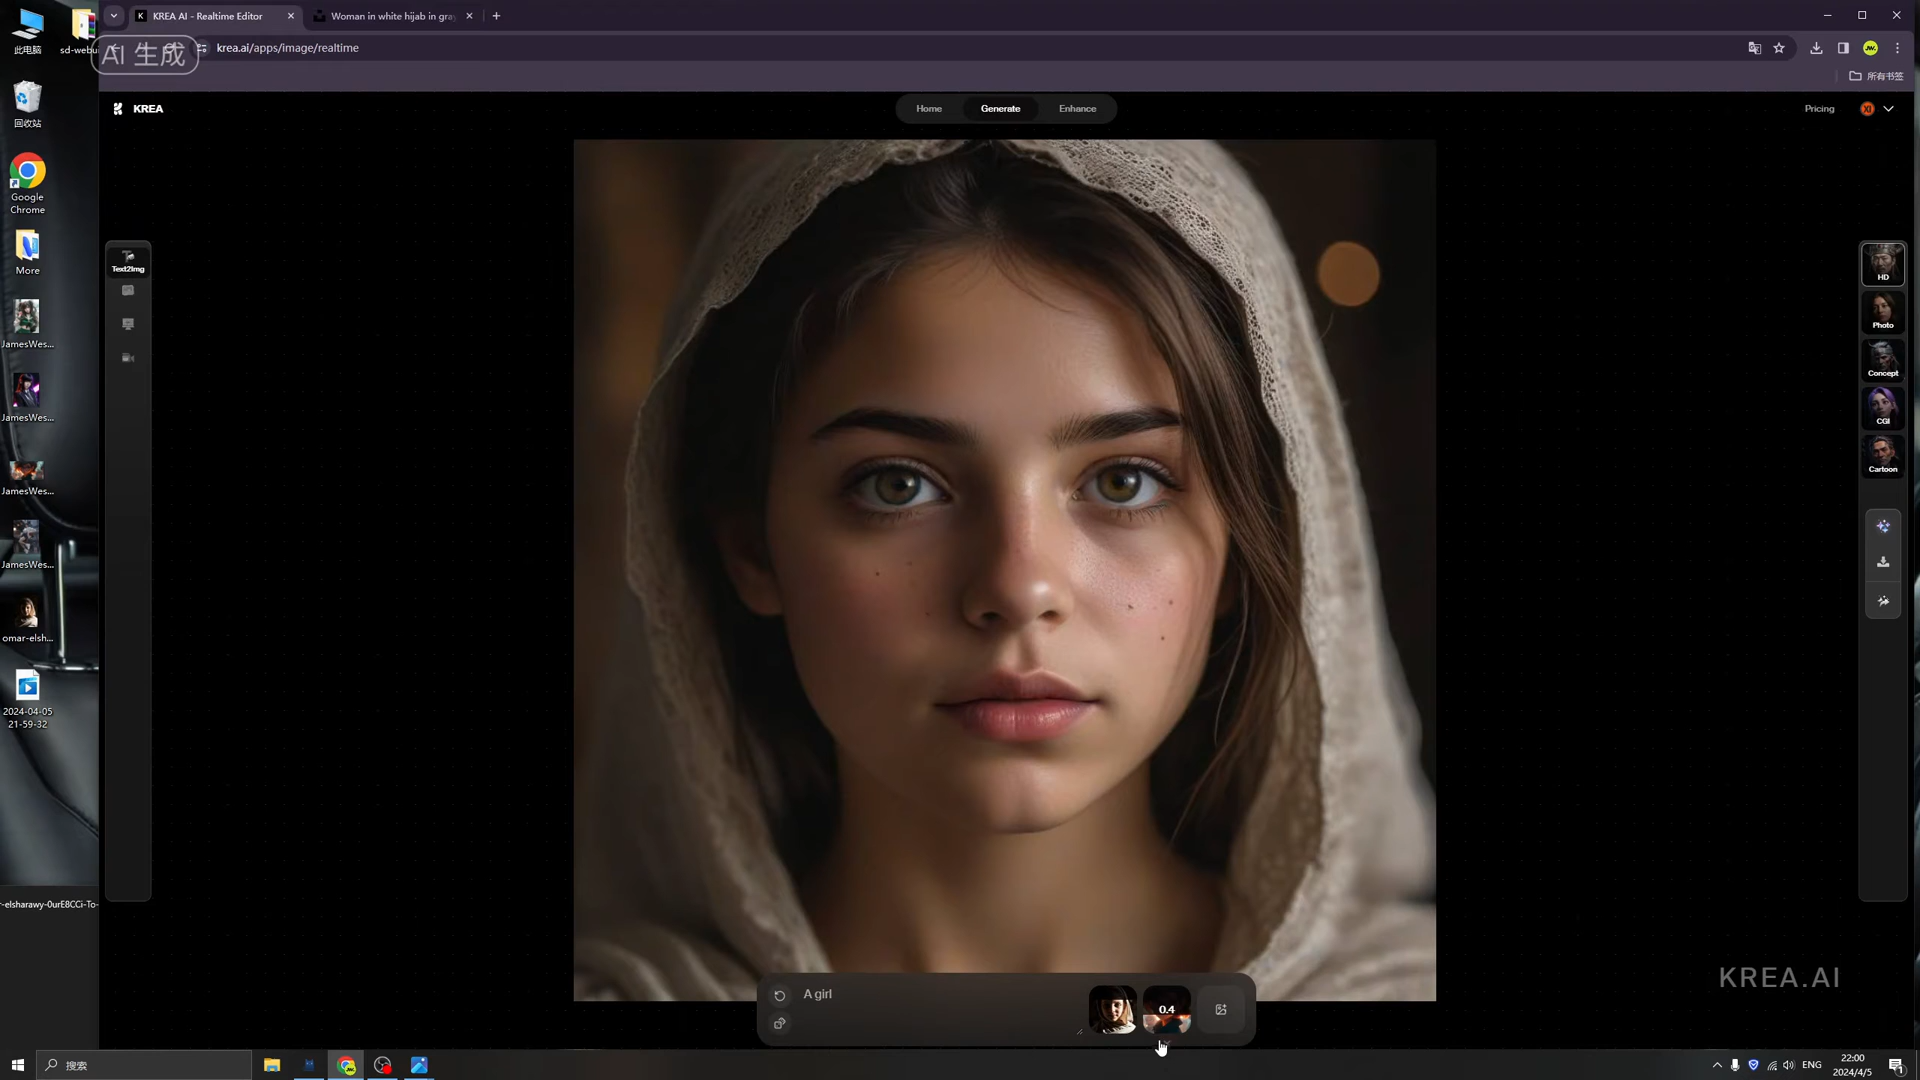 此电脑
sd-webu
KREA AI - Realtime Editor
Woman in white hijab in gra
AI 生成
krea.ai/apps/image/realtime
所有书签
回收站
KREA
Home
Generate
Enhance
Pricing
XI
Google
Chrome
More
JamesWes...
JamesWes...
JamesWes...
JamesWes...
omar-elsh...
2024-04-05
21-59-32
r-elsharawy-0urE8CCi-To-
Text2Img
HD
Photo
Concept
CGI
Cartoon
A girl
0.4
KREA.AI
搜索
ENG
22:00
2024/4/5